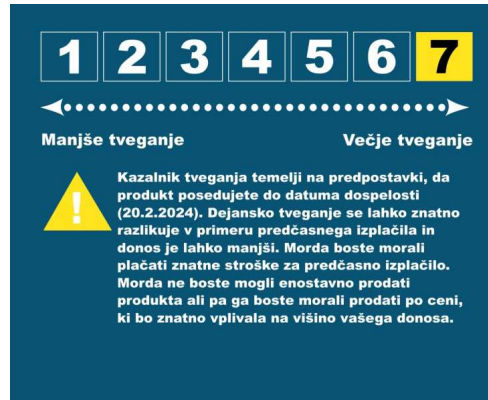 1 2 3 4 5 6 7
Manjše tveganje Večje tveganje
Kazalnik tveganja temelji na predpostavki, da
produkt posedujete do datuma dospelosti
(20.2.2024). Dejansko tveganje se lahko znatno
razlikuje v primeru predčasnega izplačila in
donos je lahko manjši. Morda boste morali
plačati znatne stroške za predčasno izplačilo.
Morda ne boste mogli enostavno prodati
produkta ali pa ga boste morali prodati po ceni,
ki bo znatno vplivala na višino vašega donosa.